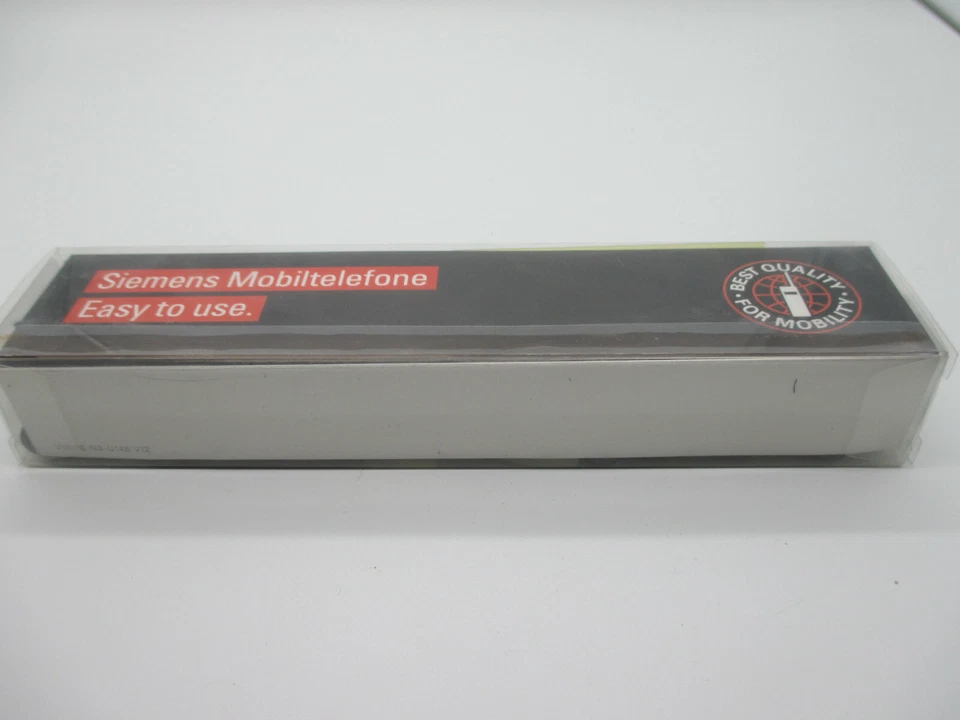 Siemens Mobiltelefone
Easy to use.
• BEST QUALITY •
FOR MOBILITY